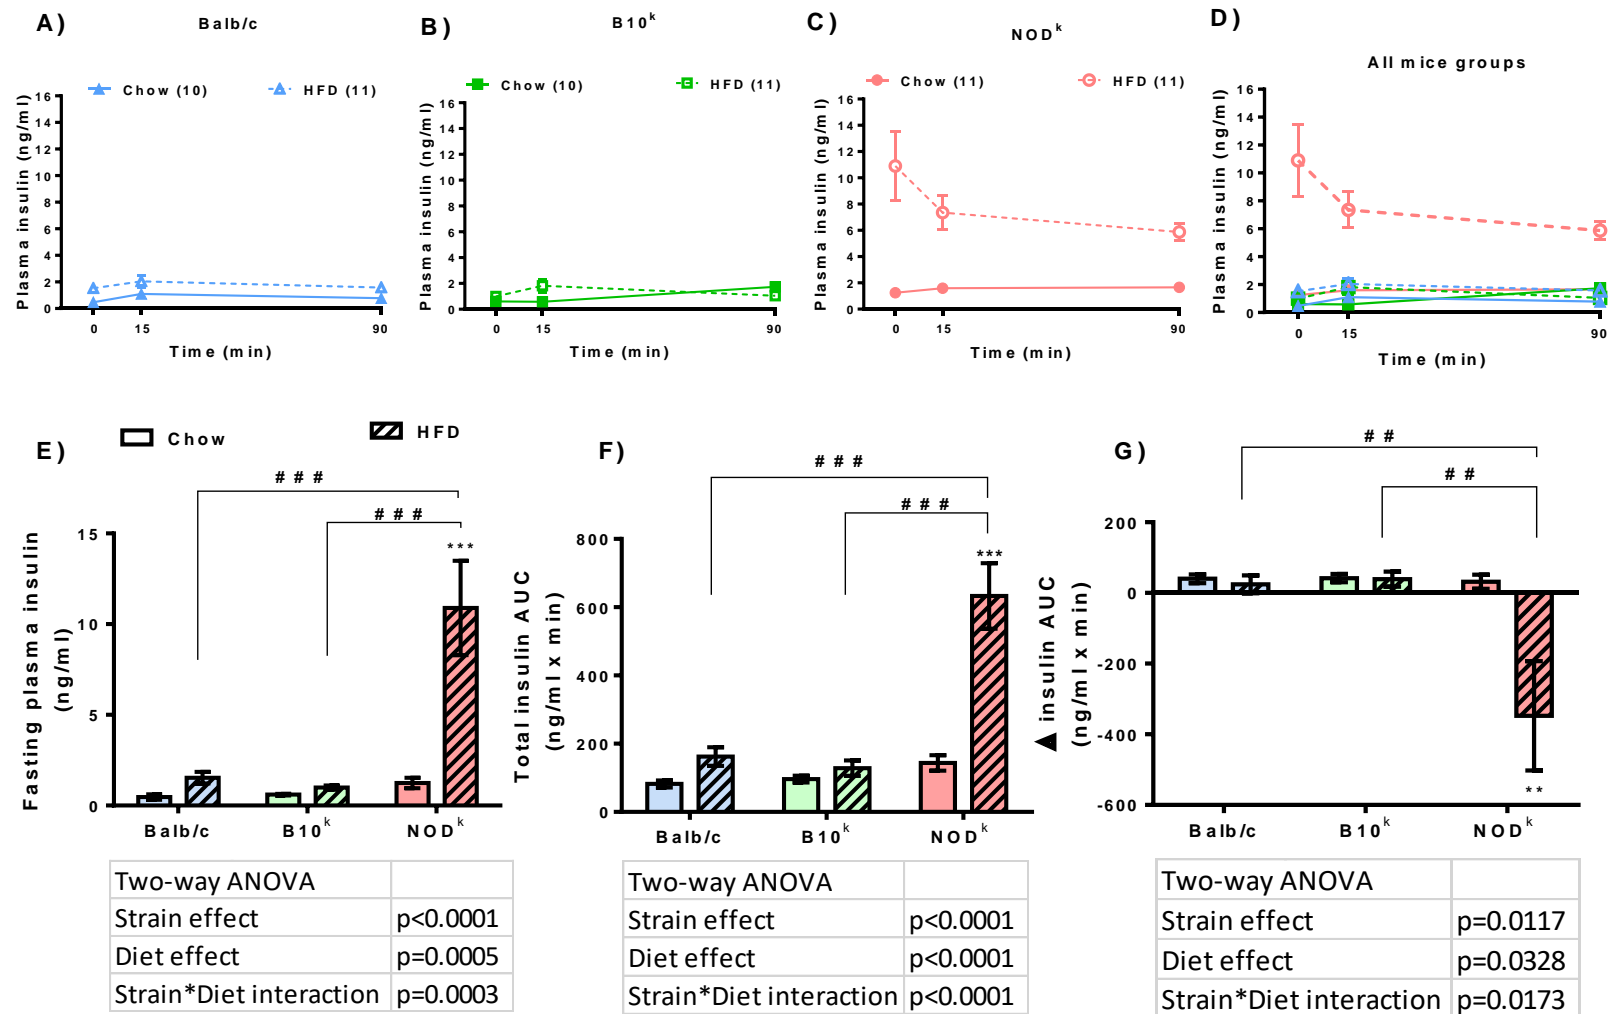 A)
Balb/c
Chow (10)
HFD (11)
Plasma insulin (ng/ml)
16
14
12
10
8
6
4
2
0
0
15
90
Time (min)
B)
B10k
Chow (10)
HFD (11)
Plasma insulin (ng/ml)
16
14
12
10
8
6
4
2
0
0
15
90
Time (min)
C)
NODk
Chow (11)
HFD (11)
Plasma insulin (ng/ml)
16
14
12
10
8
6
4
2
0
0
15
90
Time (min)
D)
All mice groups
Plasma insulin (ng/ml)
16
14
12
10
8
6
4
2
0
0
15
90
Time (min)
E)
Chow
HFD
###
###
***
Fasting plasma insulin
(ng/ml)
15
10
5
0
Balb/c
B10k
NODk
Two-way ANOVA
Strain effect p<0.0001
Diet effect p=0.0005
Strain*Diet interaction p=0.0003
F)
###
###
***
Total insulin AUC
(ng/ml x min)
800
600
400
200
0
Balb/c
B10k
NODk
Two-way ANOVA
Strain effect p<0.0001
Diet effect p<0.0001
Strain*Diet interaction p<0.0001
G)
##
##
▲ insulin AUC
(ng/ml x min)
200
0
-200
-400
-600
**
Balb/c
B10k
NODk
Two-way ANOVA
Strain effect p=0.0117
Diet effect p=0.0328
Strain*Diet interaction p=0.0173